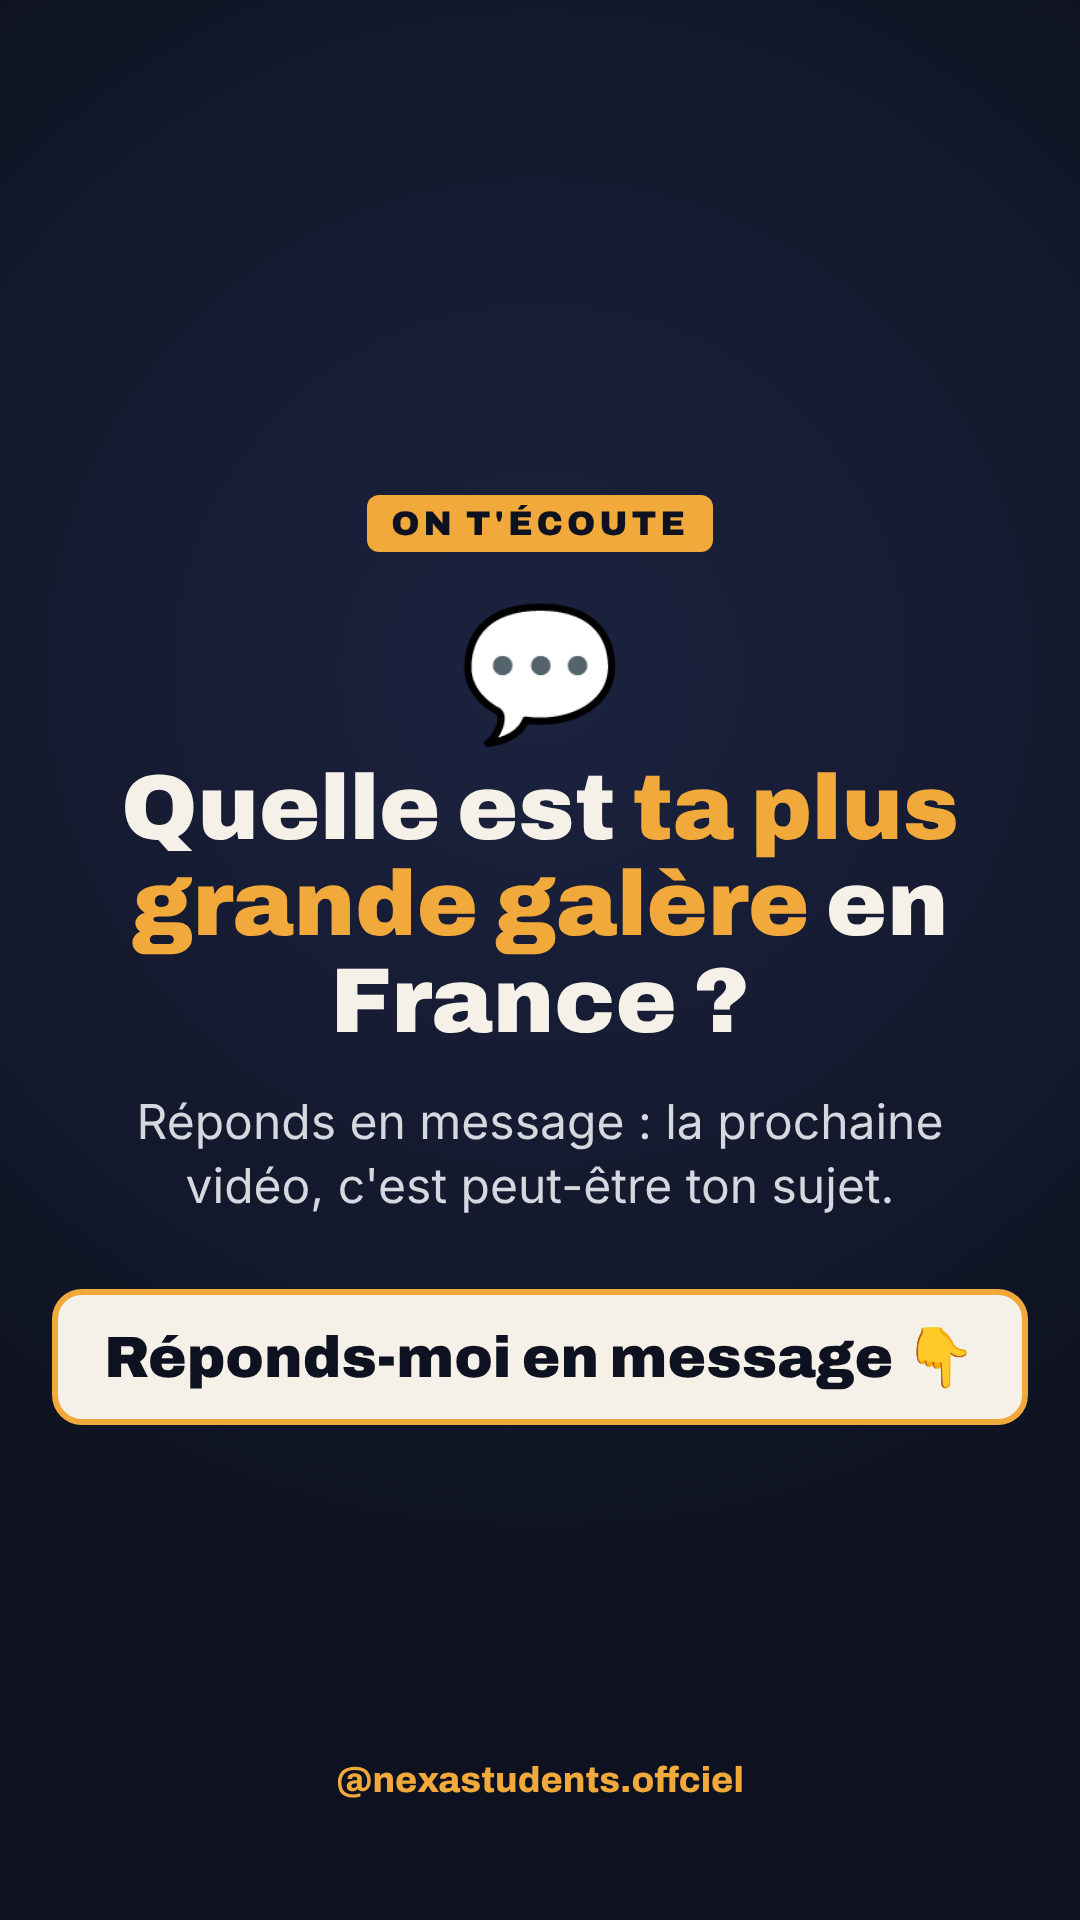 ON T'ÉCOUTE
💬
Quelle est ta plus
grande galère en
France ?
Réponds en message : la prochaine
vidéo, c'est peut-être ton sujet.
Réponds-moi en message 👇
@nexastudents.offciel